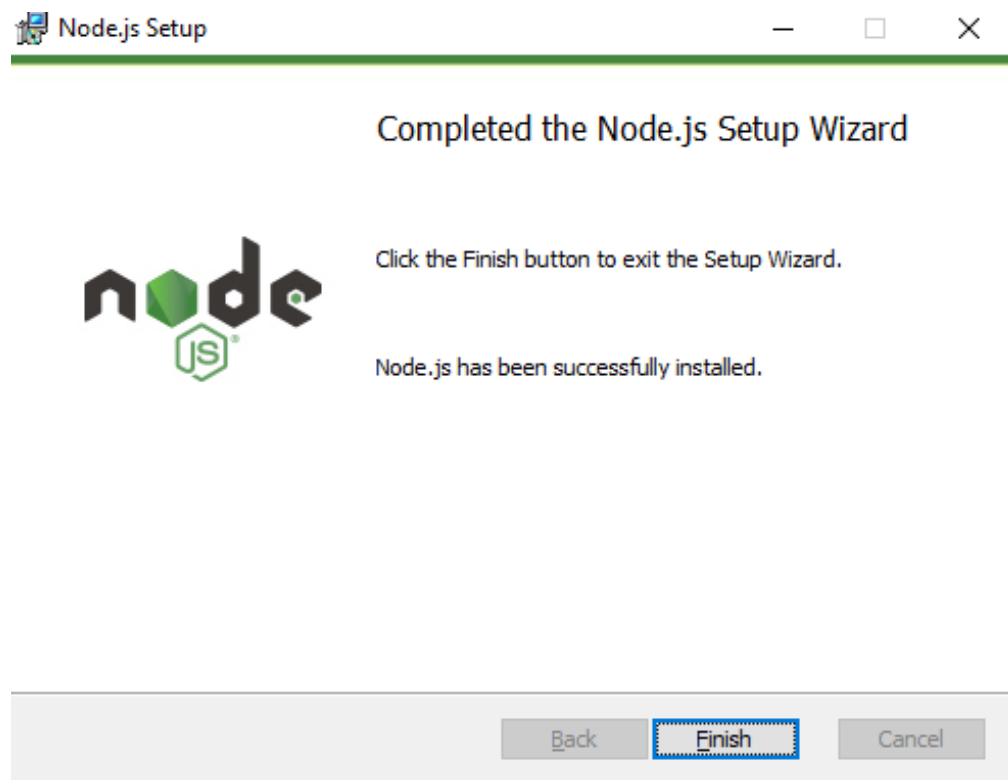 Node.js Setup
Completed the Node.js Setup Wizard
Click the Finish button to exit the Setup Wizard.
node
JS
®
Node.js has been successfully installed.
Back
Finish
Cancel